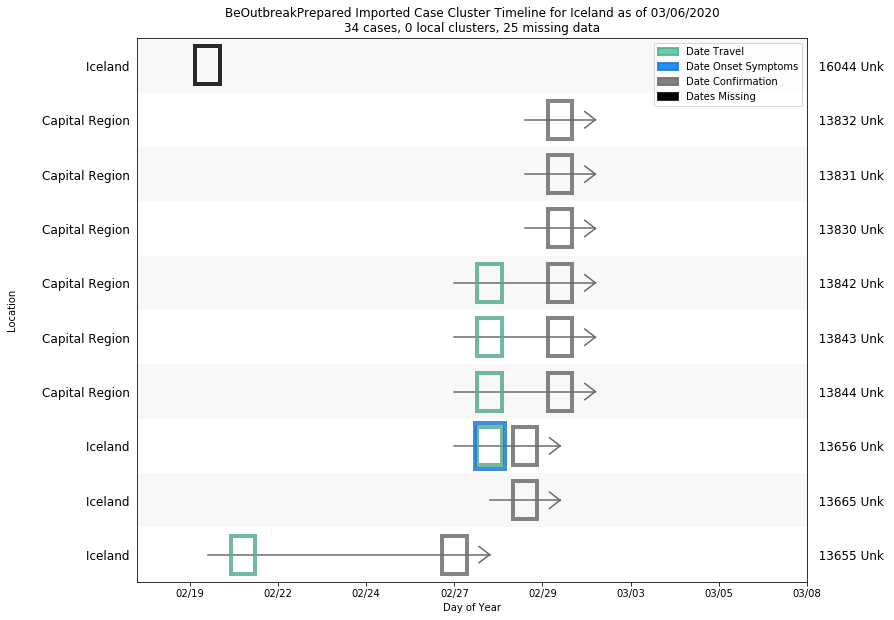 BeOutbreakPrepared Imported Case Cluster Timeline for Iceland as of 03/06/2020
34 cases, 0 local clusters, 25 missing data
Date Travel
Date Onset Symptoms
Date Confirmation
Dates Missing
Iceland 16044 Unk
Capital Region 13832 Unk
Capital Region 13831 Unk
Capital Region 13830 Unk
Capital Region 13842 Unk
Capital Region 13843 Unk
Capital Region 13844 Unk
Iceland 13656 Unk
Iceland 13665 Unk
Iceland 13655 Unk
Location
02/19 02/22 02/24 02/27 02/29 03/03 03/05 03/08
Day of Year